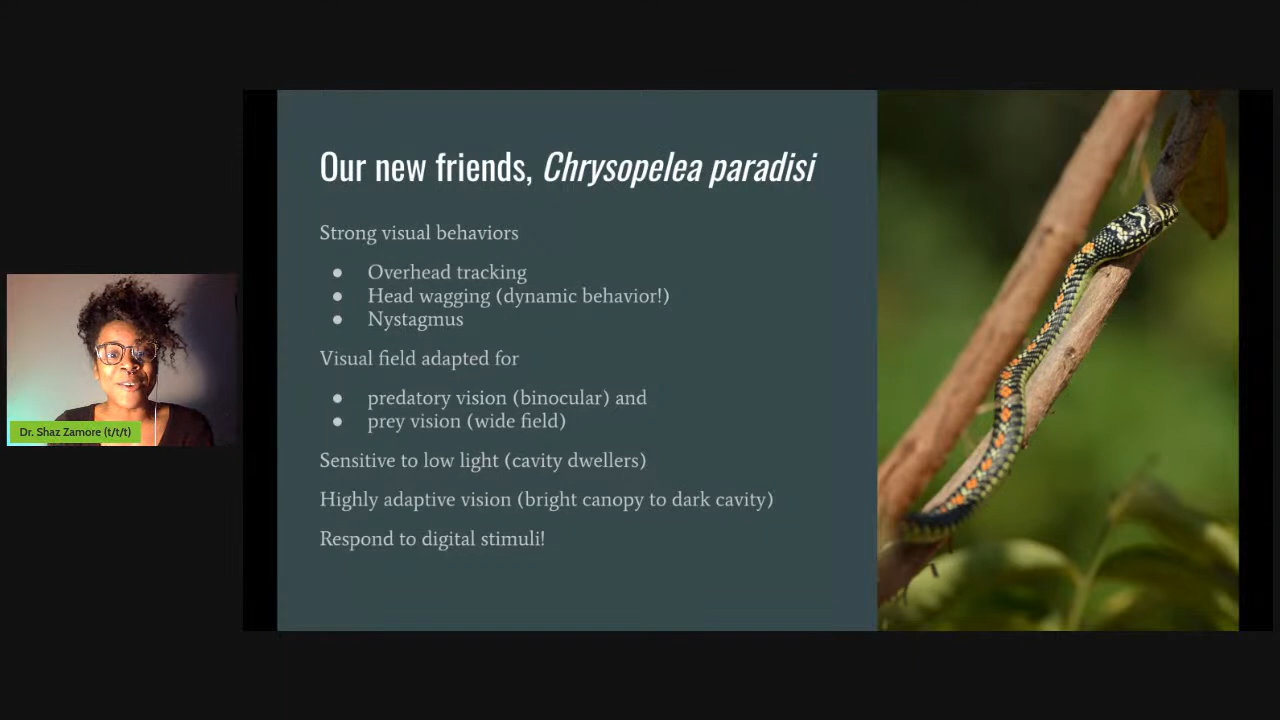 Our new friends, Chrysopelea paradisi
Strong visual behaviors
● Overhead tracking
● Head wagging (dynamic behavior!)
● Nystagmus
Visual field adapted for
● predatory vision (binocular) and
● prey vision (wide field)
Sensitive to low light (cavity dwellers)
Highly adaptive vision (bright canopy to dark cavity)
Respond to digital stimuli!
Dr. Shaz Zamore (t/t/t)